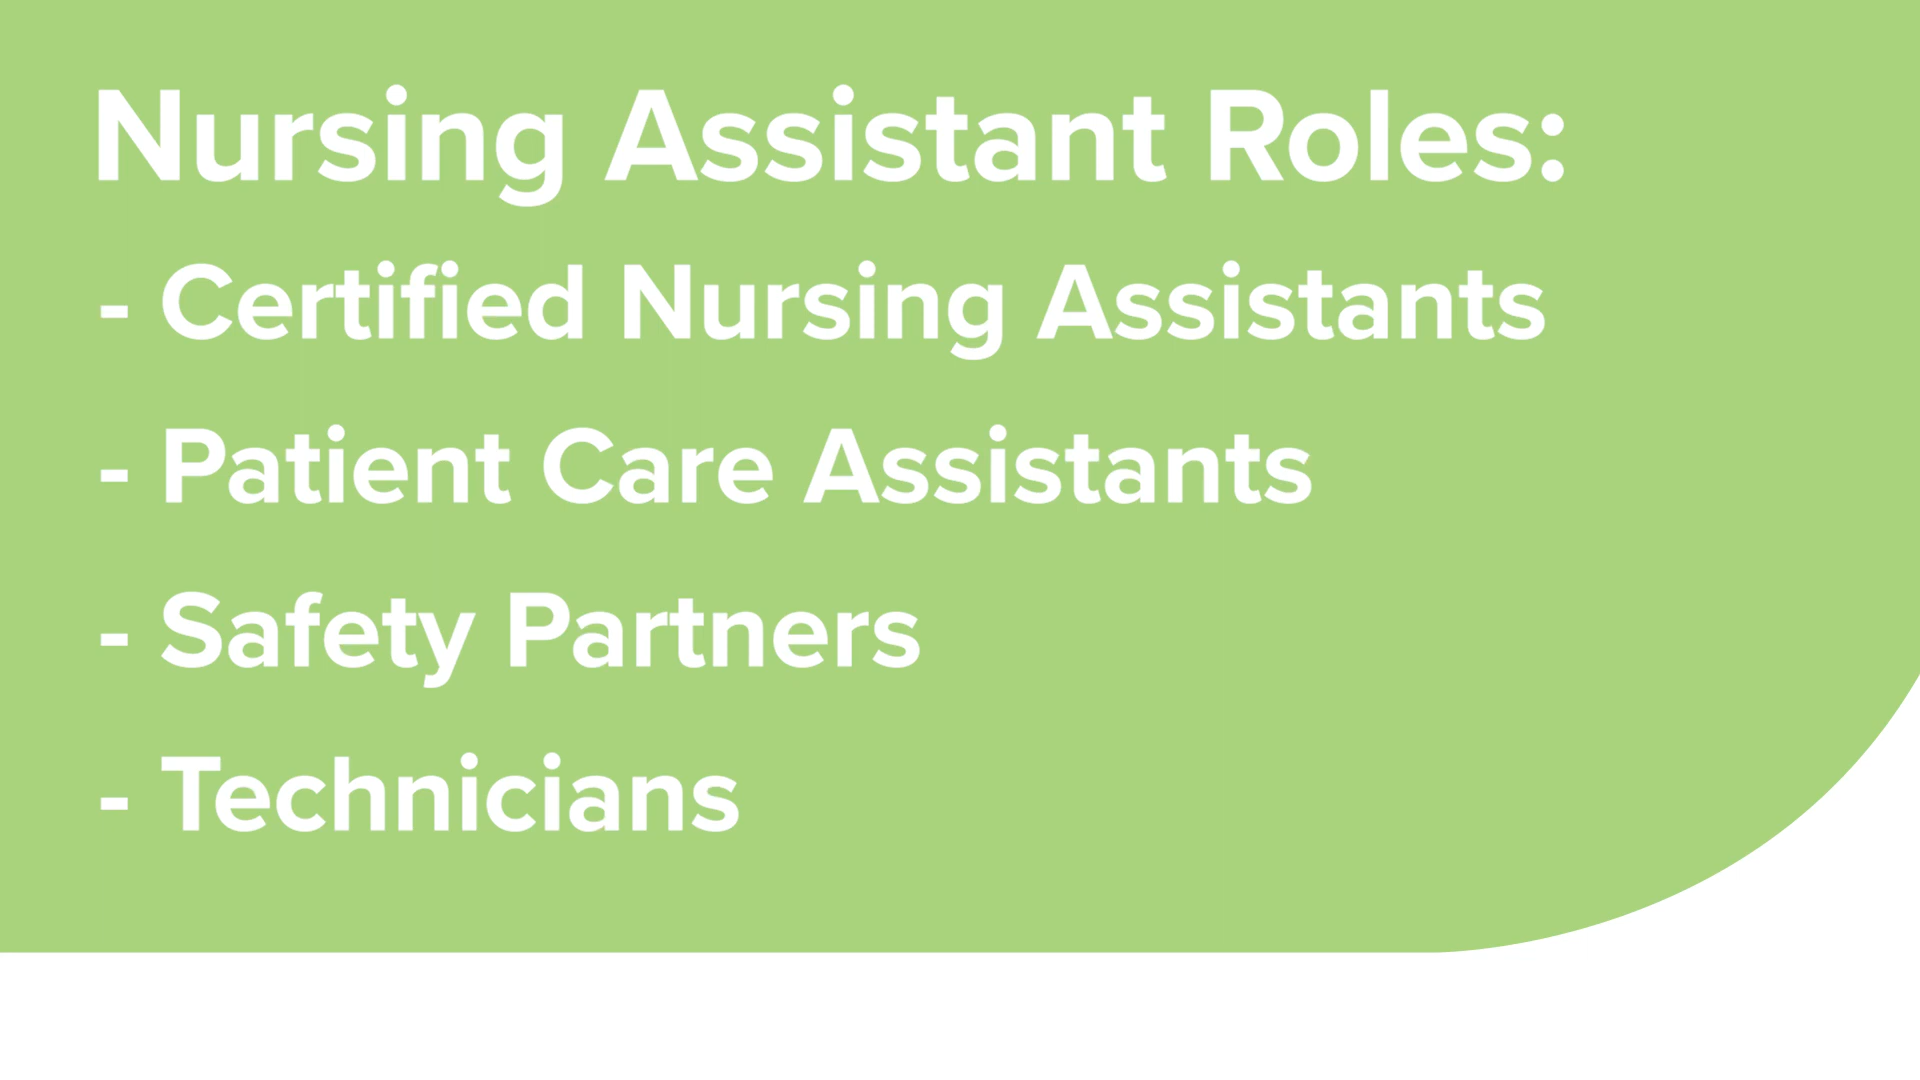 Nursing Assistant Roles:
- Certified Nursing Assistants
- Patient Care Assistants
- Safety Partners
- Technicians